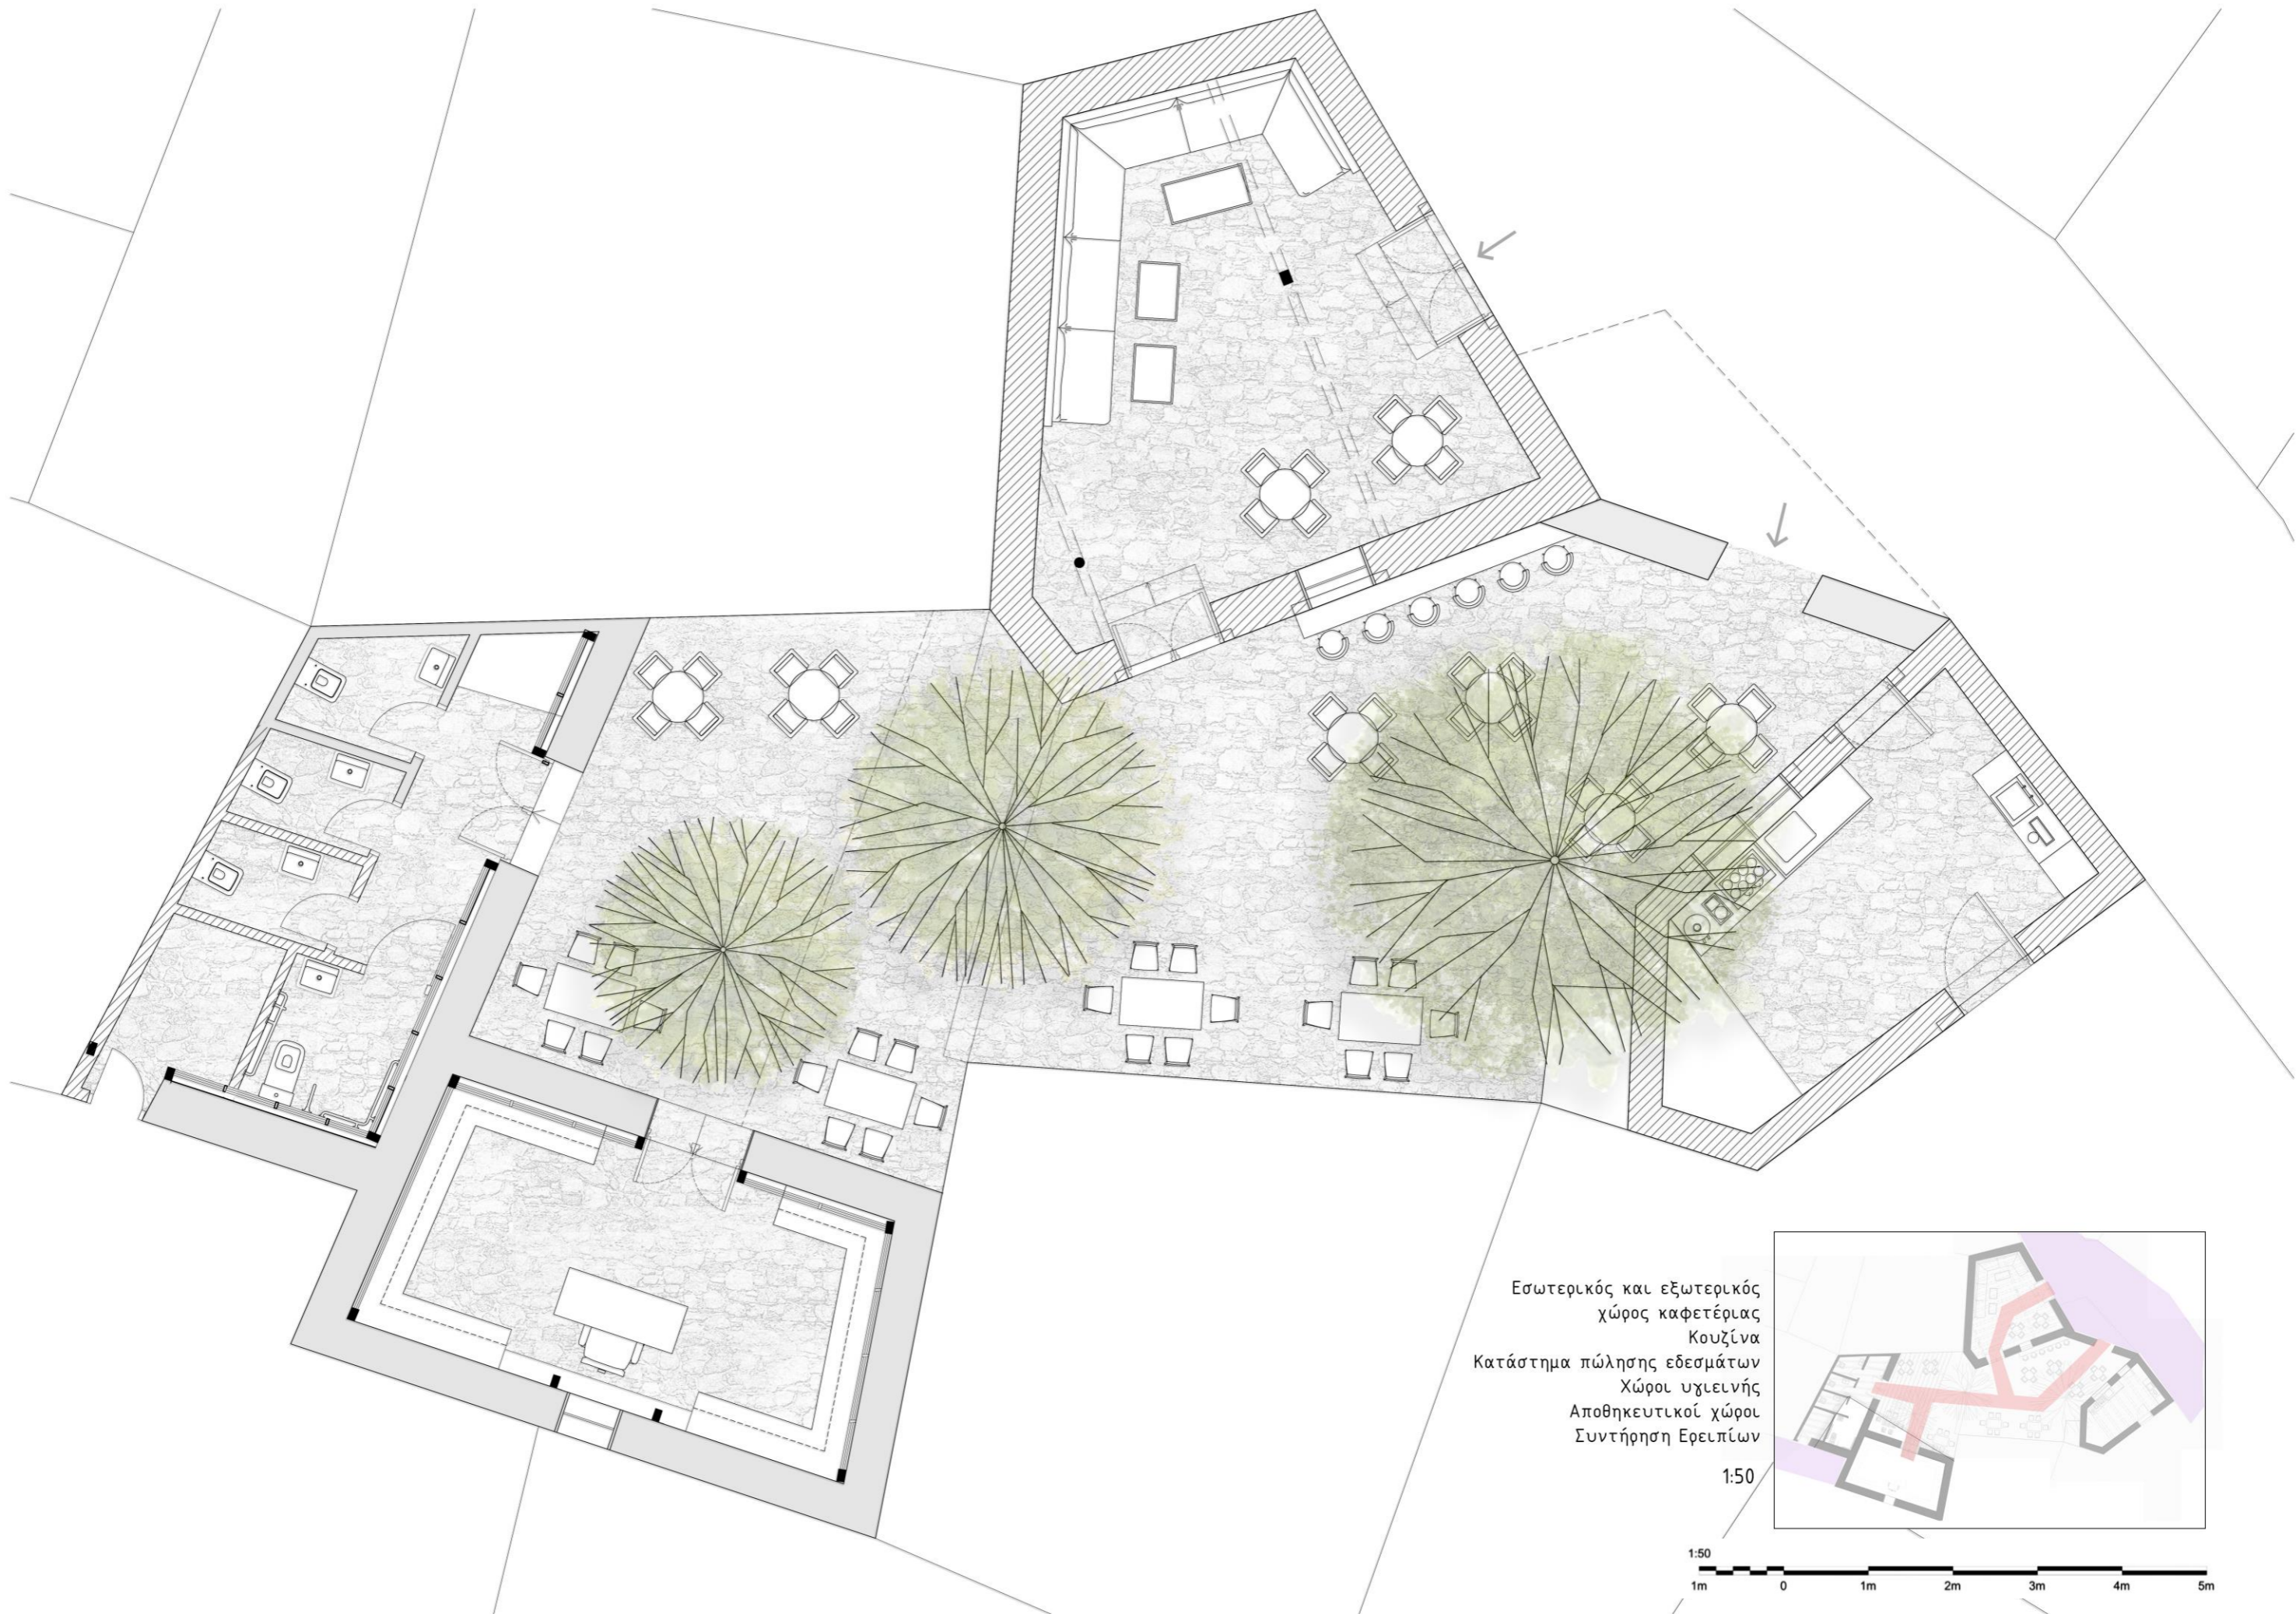 Εσωτερικός και εξωτερικός
χώρος καφετέριας
Κουζίνα
Κατάστημα πώλησης εδεσμάτων
Χώροι υγιεινής
Αποθηκευτικοί χώροι
Συντήρηση Ερειπίων
1:50
1:50
1m 0 1m 2m 3m 4m 5m